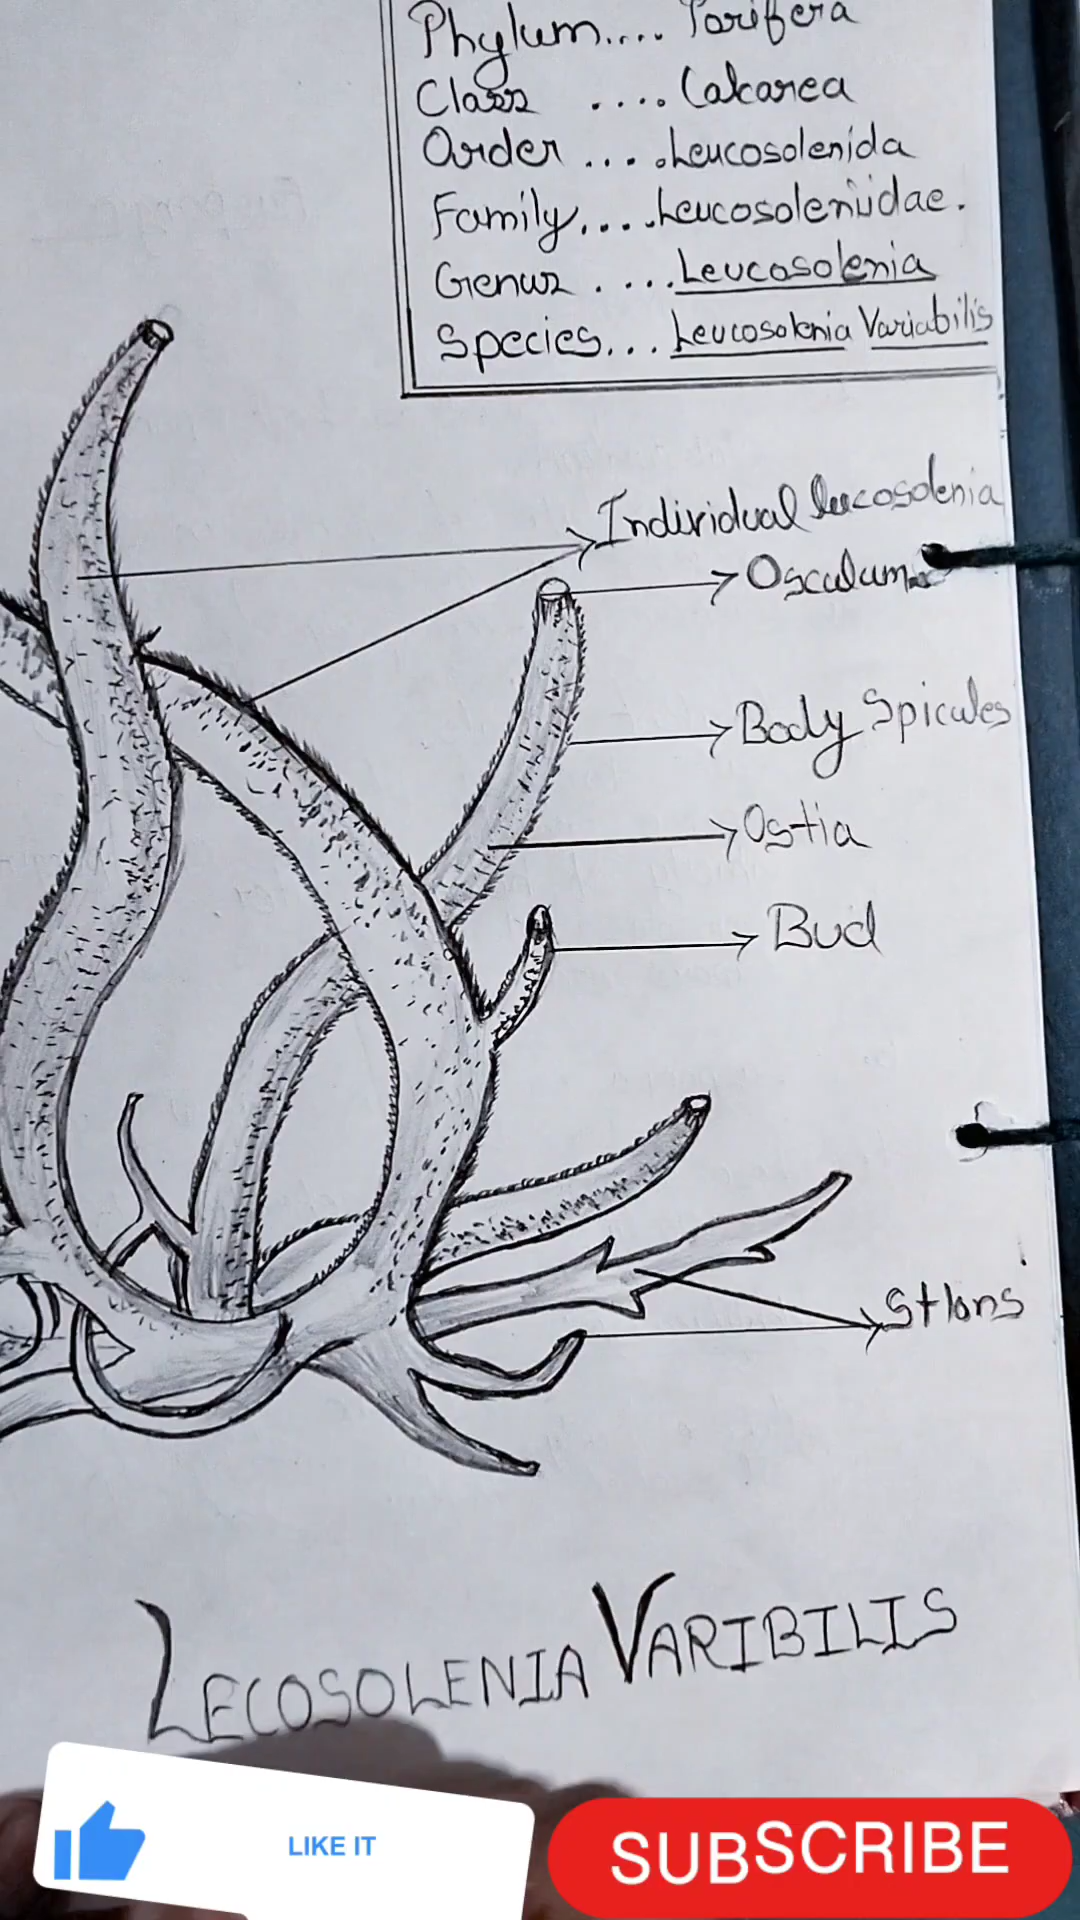 Phylum.... Porifera
Class .... Calcarea
Order ....Leucosolenida
Family.....Leucosoleniidae.
Genus .....Leucosolenia
Species... Leucosolenia Variabilis
Individual leucosolenia
Osculum
Body Spicules
Ostia
Bud
Stlons
LECOSOLENIA VARIBILIS
LIKE IT
SUBSCRIBE